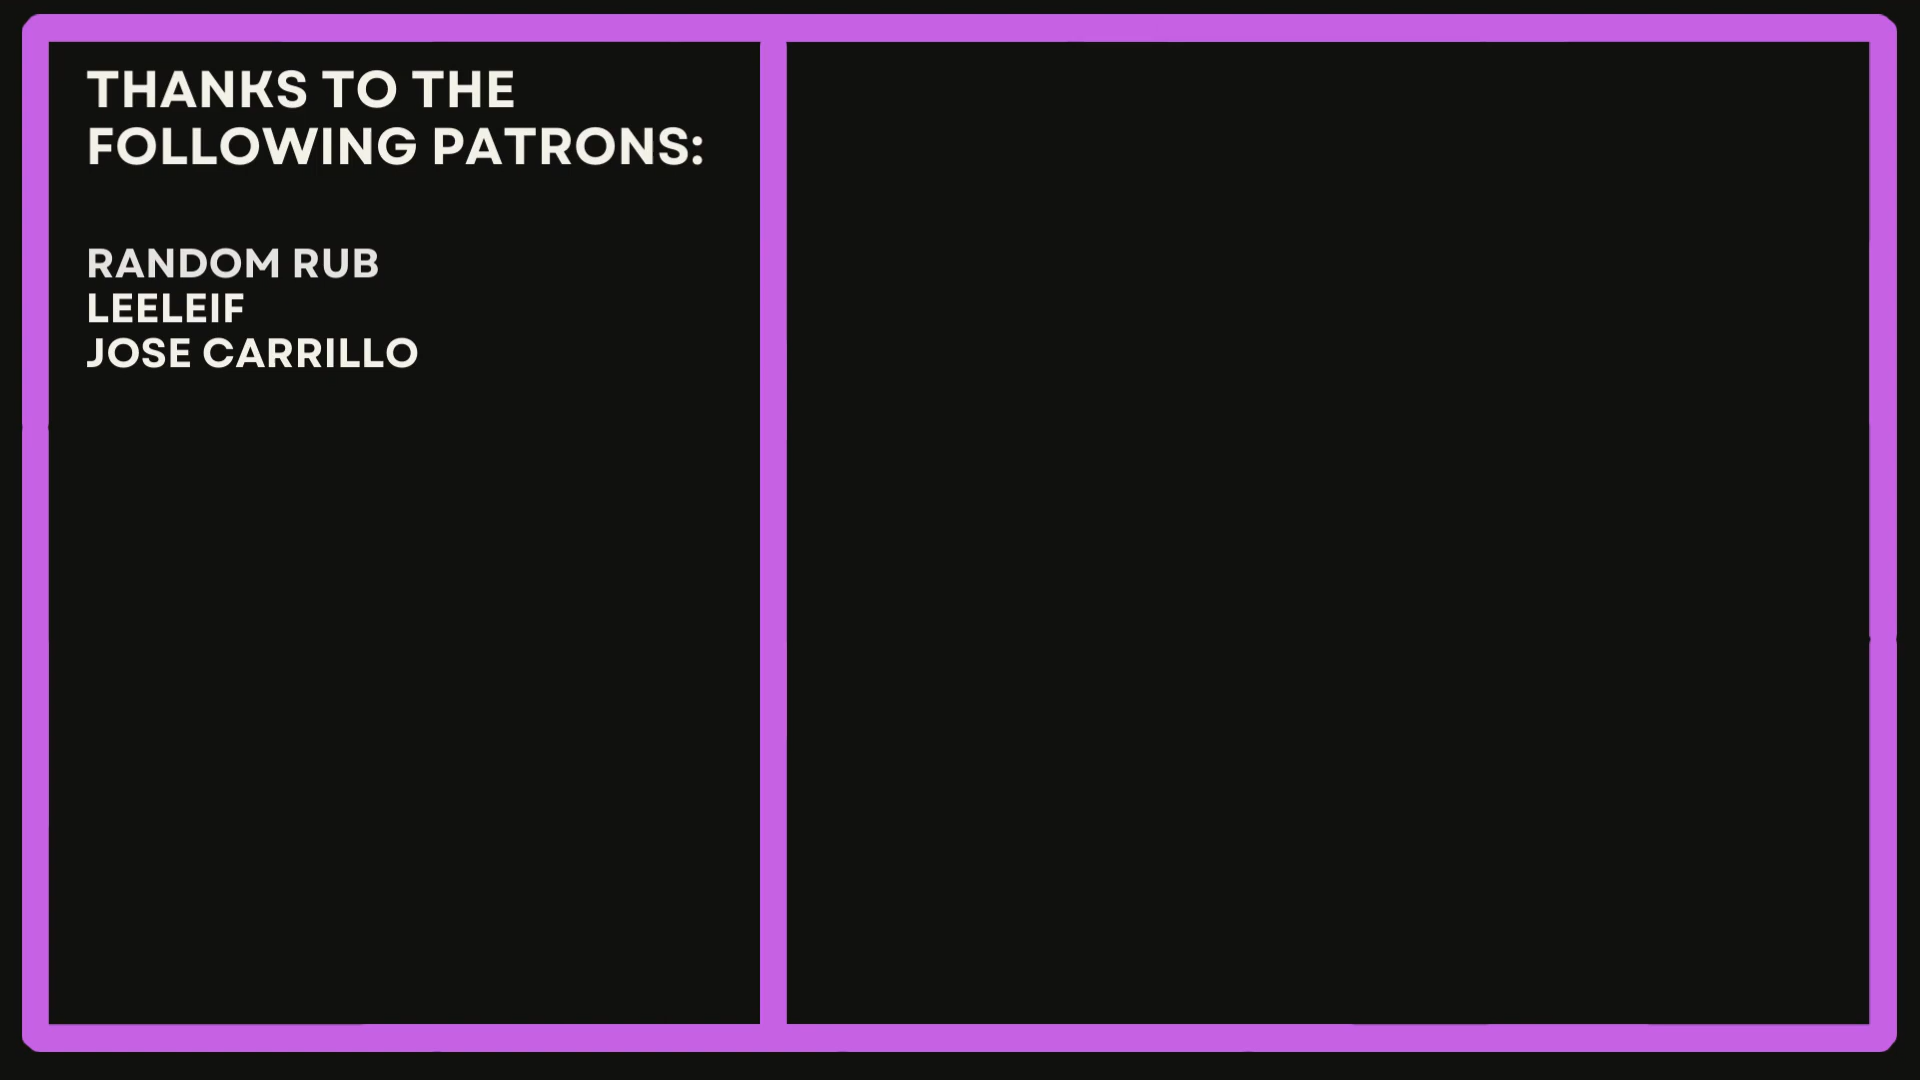 THANKS TO THE
FOLLOWING PATRONS:
RANDOM RUB
LEELEIF
JOSE CARRILLO